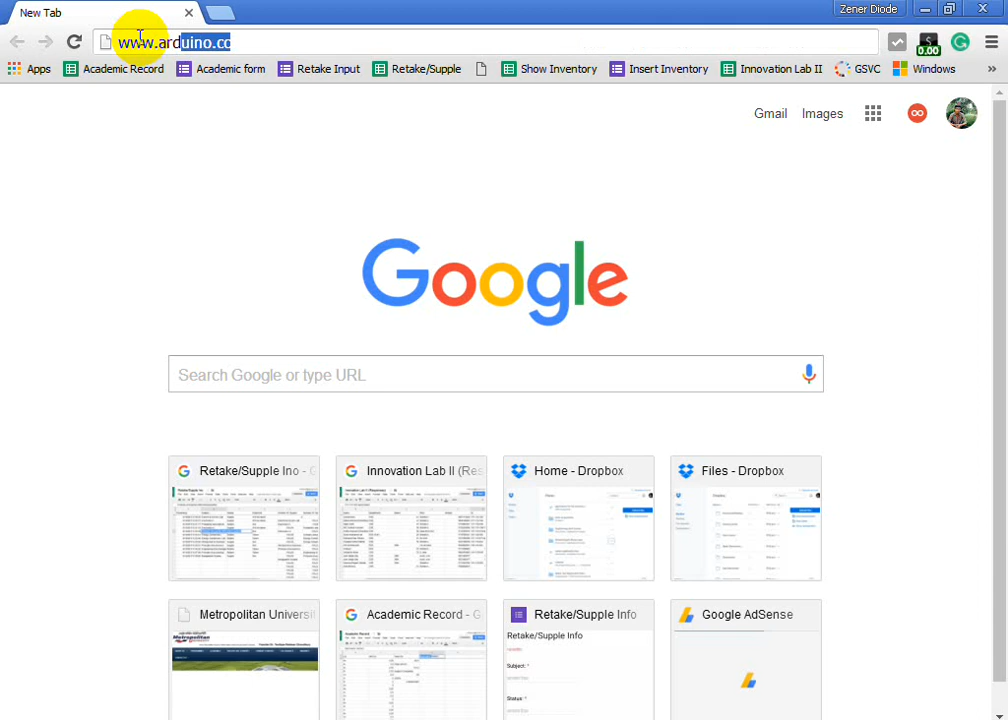 New Tab
Zener Diode
www.arduino.cc
0.00
Apps Academic Record Academic form Retake Input Retake/Supple Show Inventory Insert Inventory Innovation Lab II GSVC Windows »
Gmail Images
Google
Search Google or type URL
Retake/Supple Ino - G
Innovation Lab II (Res
Home - Dropbox
Files - Dropbox
Metropolitan Universit
Academic Record - G
Retake/Supple Info
Google AdSense
Retake/Supple Info
Subject: *
Status: *